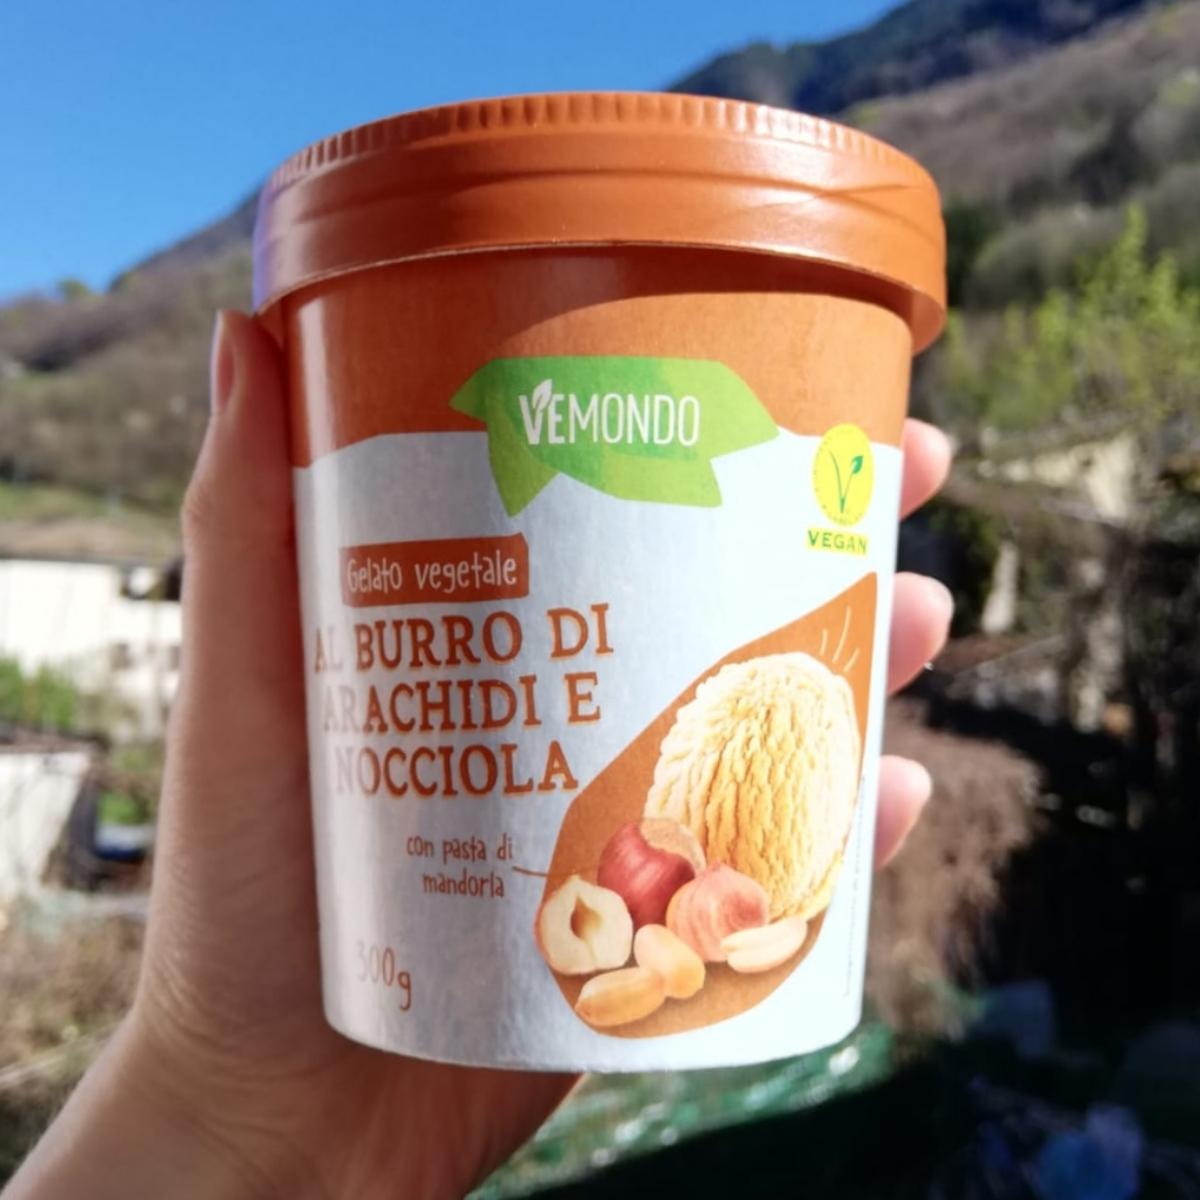 VEMONDO
VEGAN
Gelato vegetale
AL BURRO DI
ARACHIDI E
NOCCIOLA
con pasta di
mandorla
300g